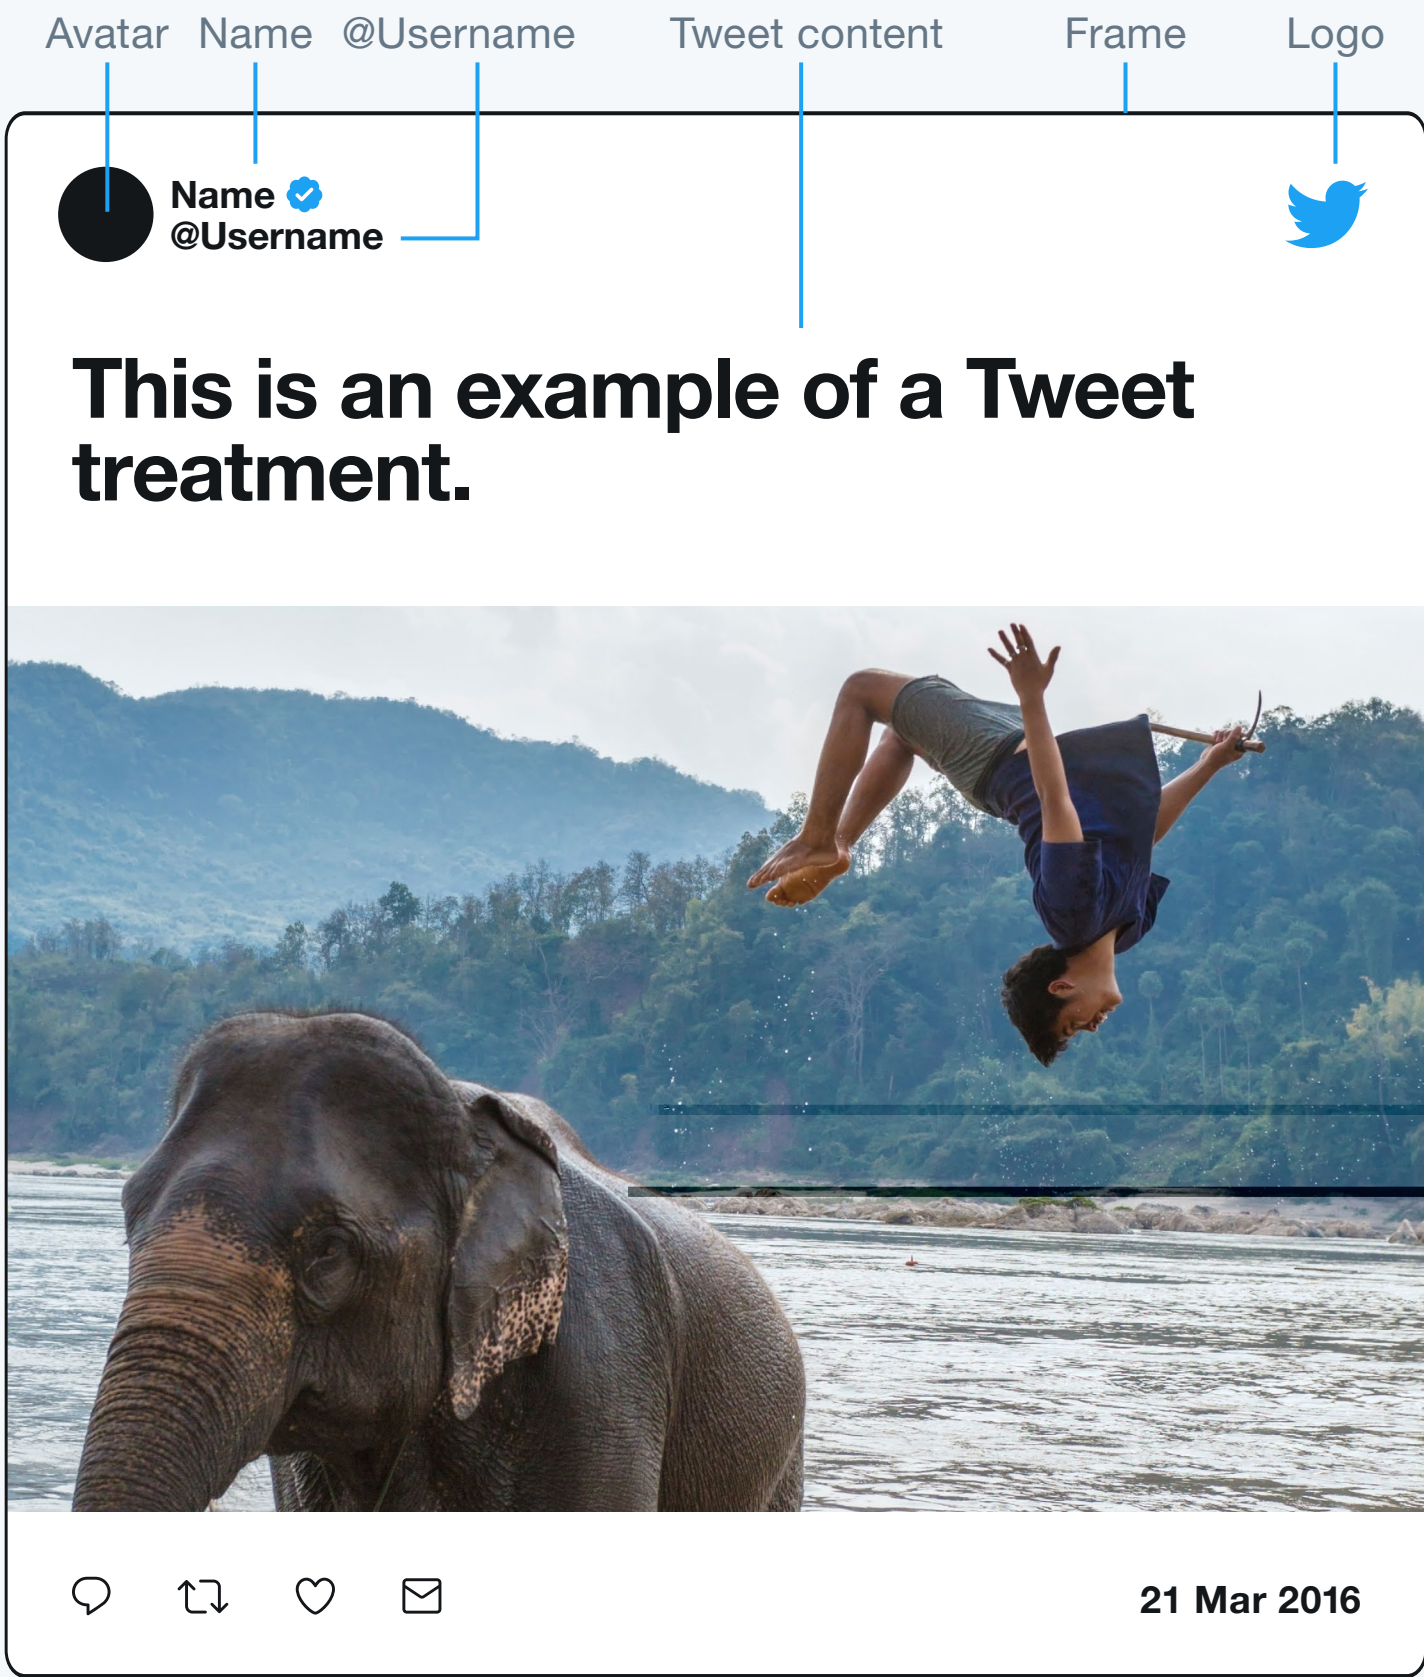 Avatar Name @Username Tweet content Frame Logo
Name
@Username
This is an example of a Tweet
treatment.
21 Mar 2016